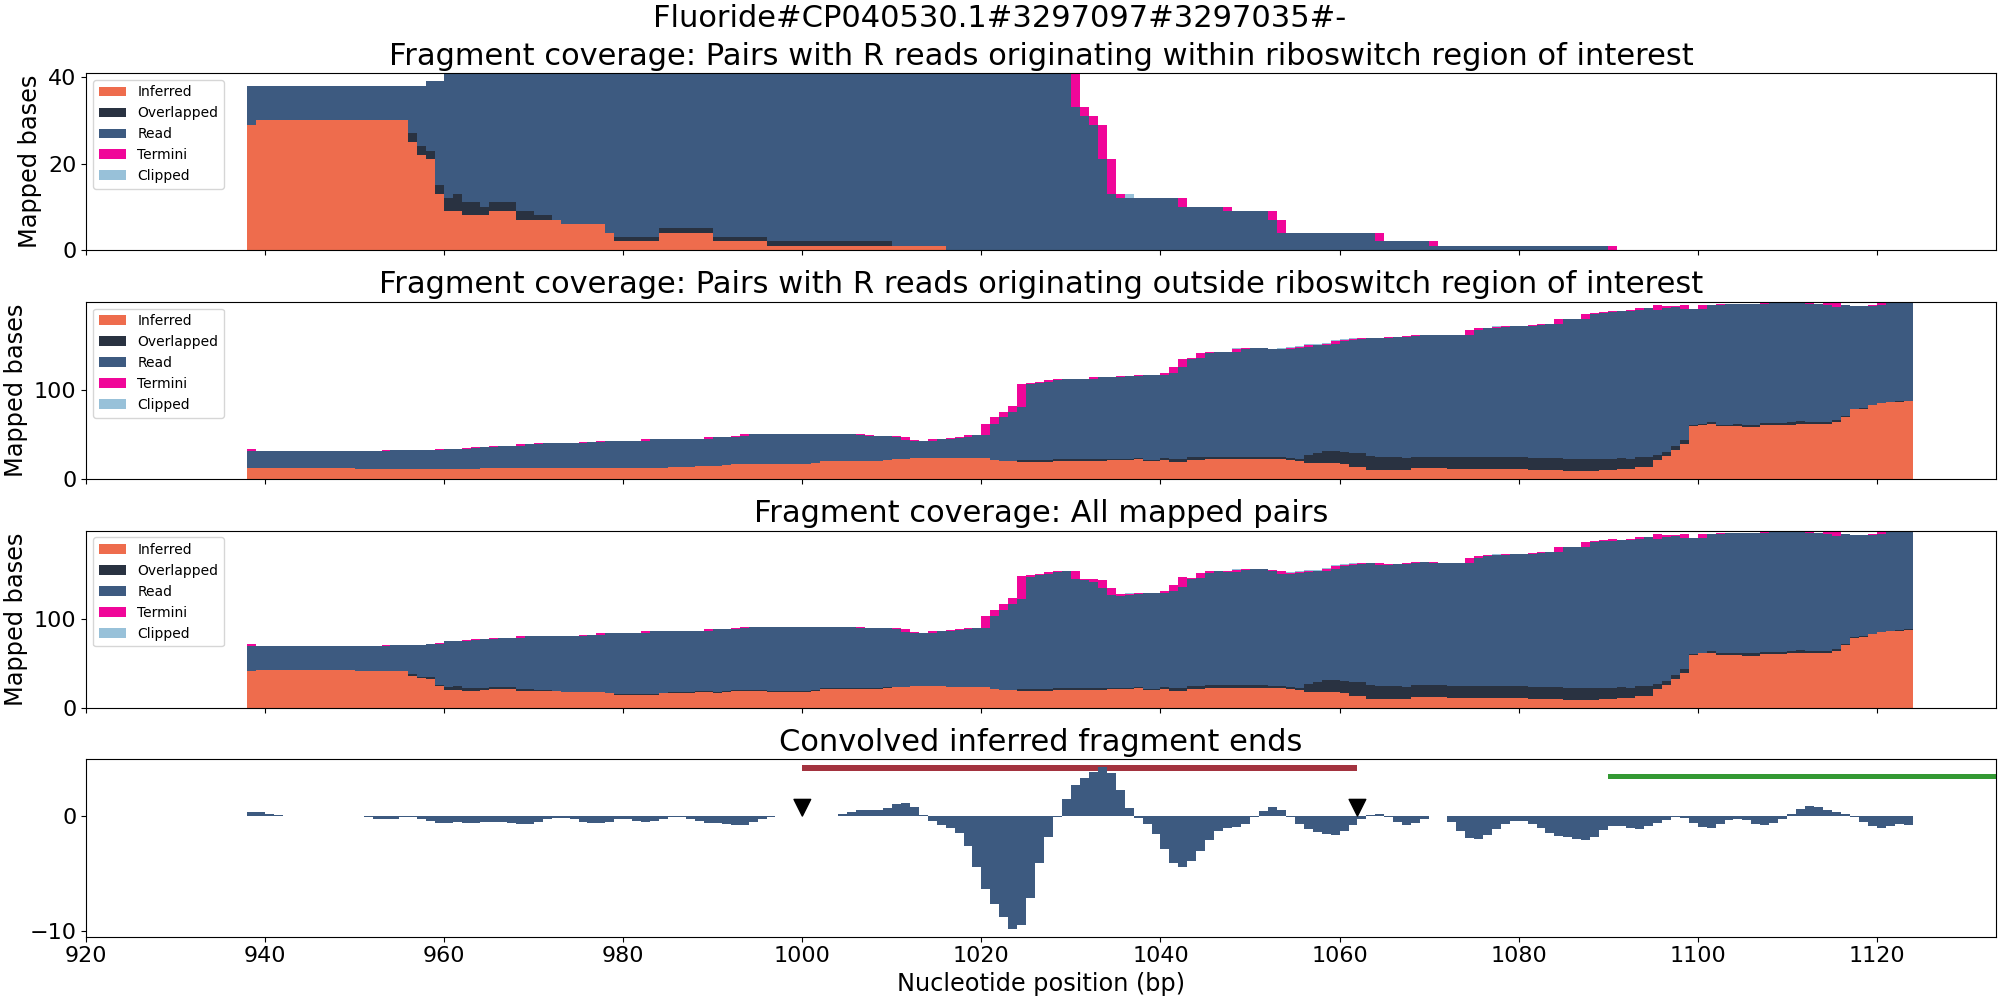 Fluoride#CP040530.1#3297097#3297035#-
Fragment coverage: Pairs with R reads originating within riboswitch region of interest
Mapped bases
40
20
0
Inferred
Overlapped
Read
Termini
Clipped
Fragment coverage: Pairs with R reads originating outside riboswitch region of interest
Mapped bases
100
0
Inferred
Overlapped
Read
Termini
Clipped
Fragment coverage: All mapped pairs
Mapped bases
100
0
Inferred
Overlapped
Read
Termini
Clipped
Convolved inferred fragment ends
0
−10
920 940 960 980 1000 1020 1040 1060 1080 1100 1120
Nucleotide position (bp)